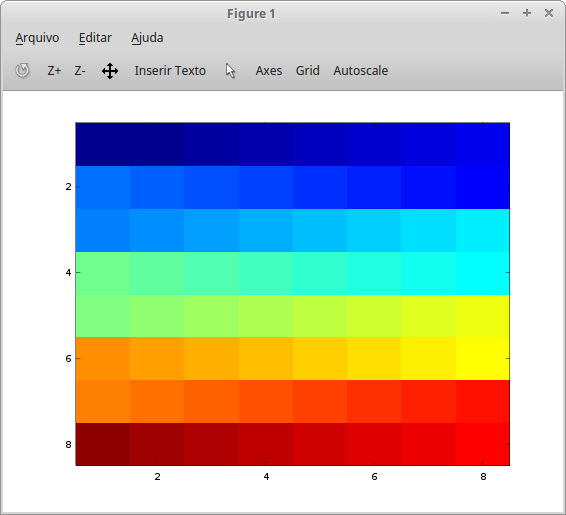 Figure 1
Arquivo Editar Ajuda
Z+ Z- Inserir Texto Axes Grid Autoscale
2
4
6
8
2 4 6 8